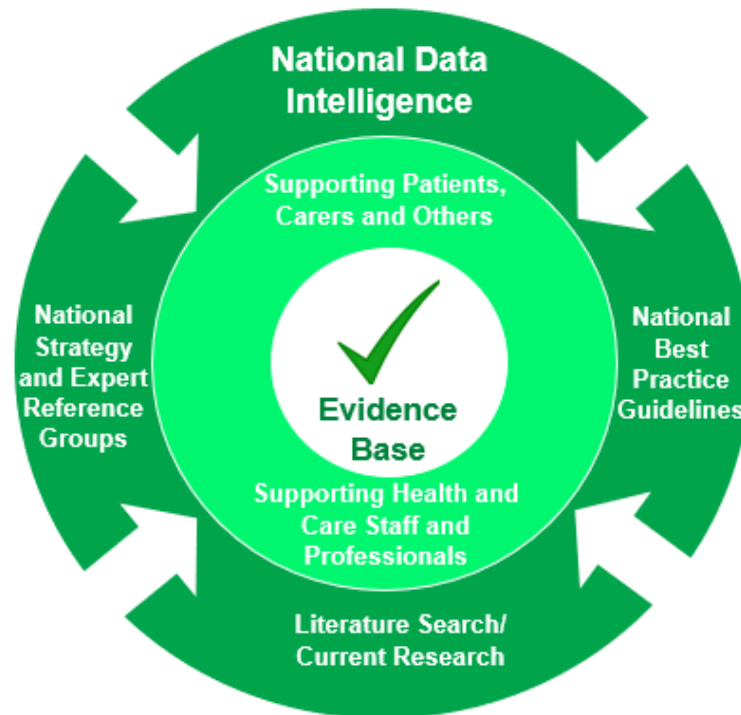 National Data
Intelligence
Supporting Patients,
Carers and Others
National
Strategy
and Expert
Reference
Groups
Evidence
Base
National
Best
Practice
Guidelines
Supporting Health and
Care Staff and
Professionals
Literature Search/
Current Research